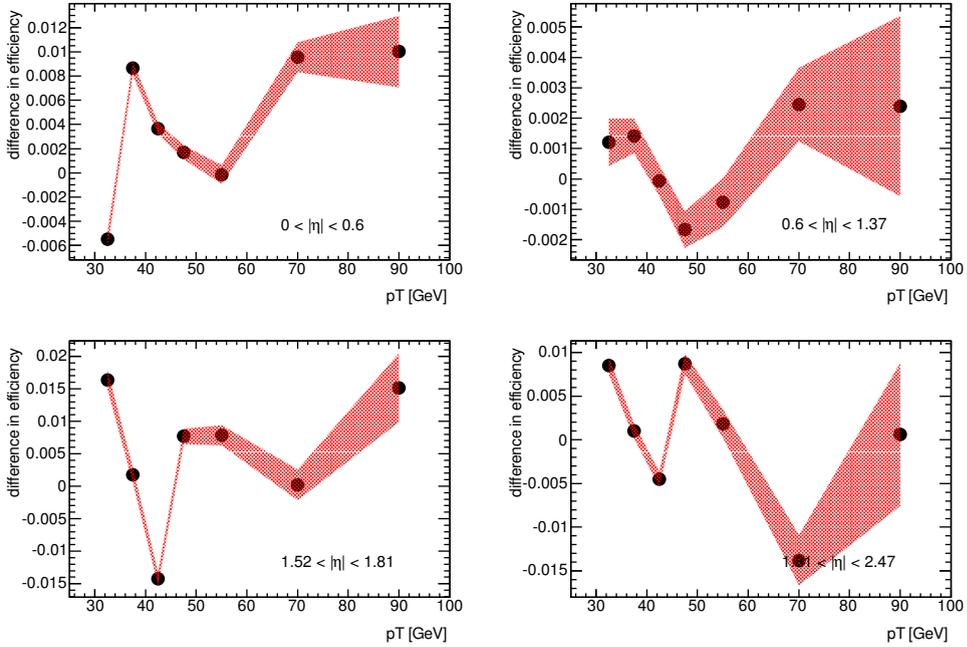 difference in efficiency
0.012
0.01
0.008
0.006
0.004
0.002
0
-0.002
-0.004
-0.006
0 < |η| < 0.6
30 40 50 60 70 80 90 100
pT [GeV]
difference in efficiency
0.005
0.004
0.003
0.002
0.001
0
-0.001
-0.002
0.6 < |η| < 1.37
30 40 50 60 70 80 90 100
pT [GeV]
difference in efficiency
0.02
0.015
0.01
0.005
0
-0.005
-0.01
-0.015
1.52 < |η| < 1.81
30 40 50 60 70 80 90 100
pT [GeV]
difference in efficiency
0.01
0.005
0
-0.005
-0.01
-0.015
< |η| < 2.47
30 40 50 60 70 80 90 100
pT [GeV]